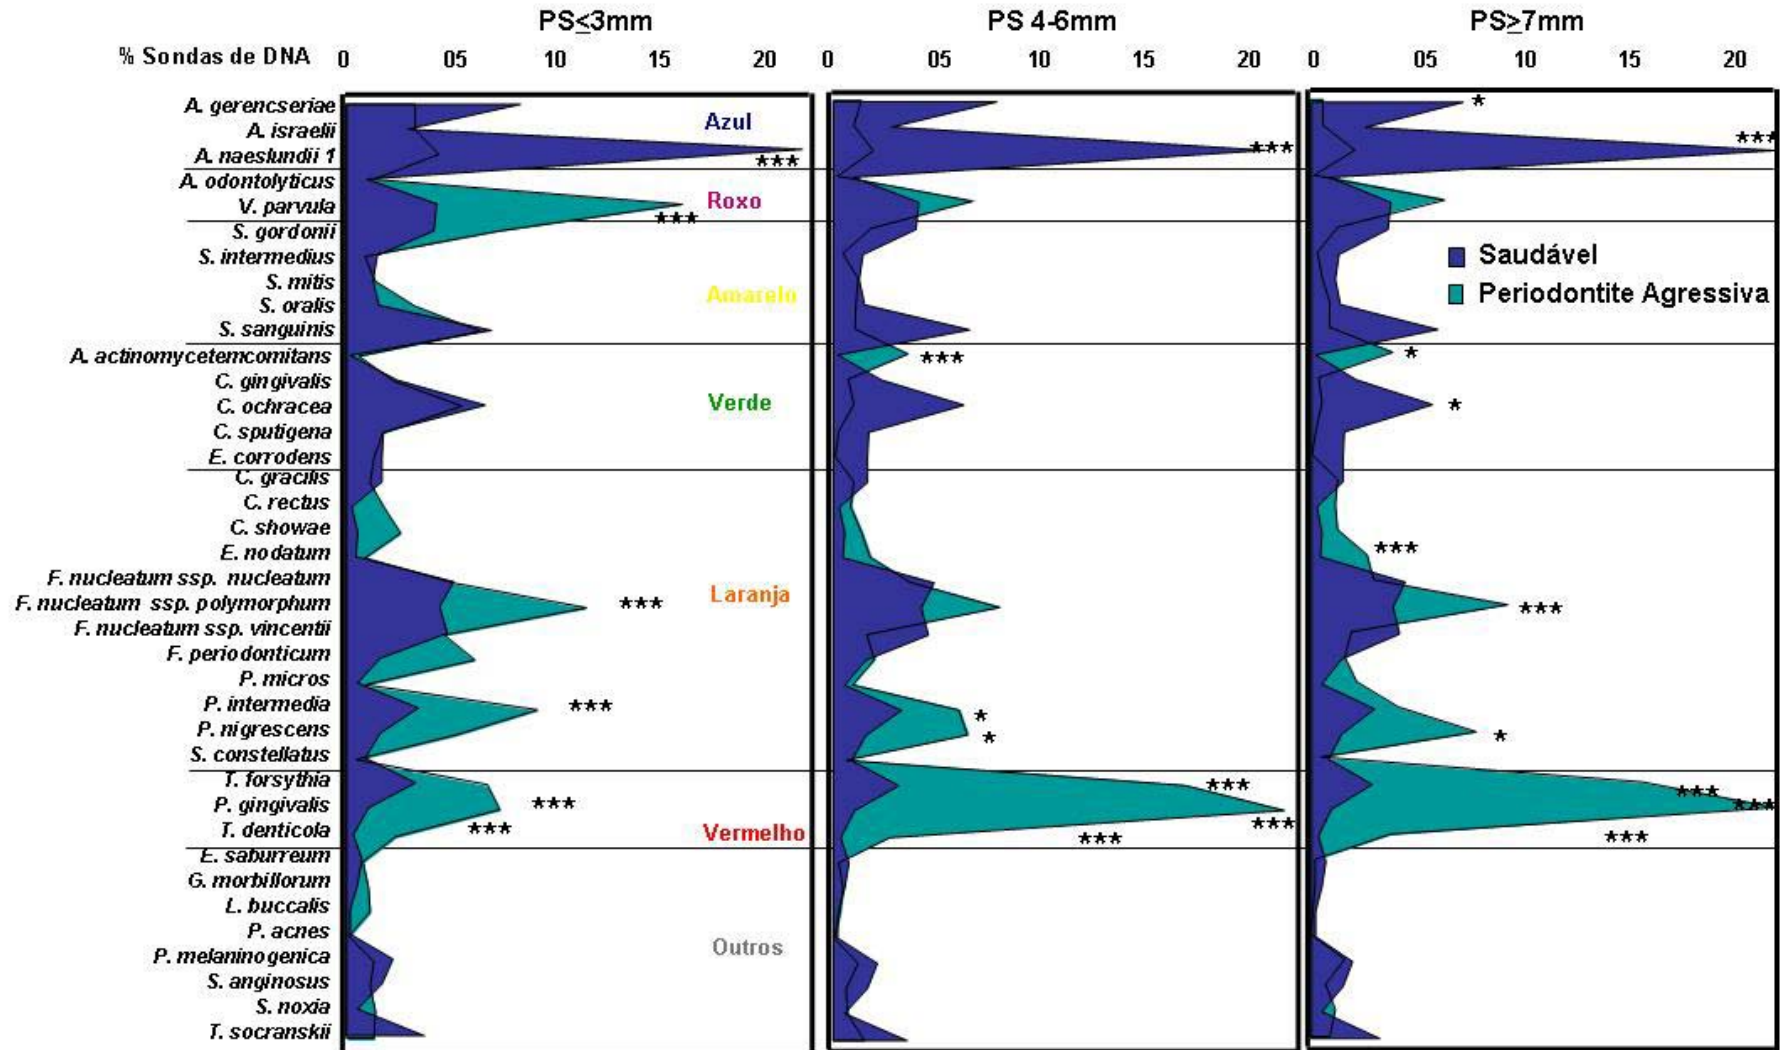 PS≤3mm PS 4-6mm PS≥7mm
% Sondas de DNA 0 05 10 15 20 0 05 10 15 20 0 05 10 15 20
A. gerencseriae *
A. israelii Azul ***
A. naeslundii 1 *** ***
A. odontolyticus
V. parvula *** Roxo
S. gordonii
S. intermedius Saudável
S. mitis
S. oralis Amarelo Periodontite Agressiva
S. sanguinis
A. actinomycetemcomitans *** *
C. gingivalis
C. ochracea Verde *
C. sputigena
E. corrodens
C. gracilis
C. rectus
C. showae
E. nodatum ***
F. nucleatum ssp. nucleatum
F. nucleatum ssp. polymorphum *** Laranja ***
F. nucleatum ssp. vincentii
F. periodonticum
P. micros
P. intermedia *** *
P. nigrescens * *
S. constellatus
T. forsythia *** ***
P. gingivalis *** *** ***
T. denticola *** Vermelho *** ***
E. saburreum
G. morbillorum
L. buccalis
P. acnes
P. melaninogenica Outros
S. anginosus
S. noxia
T. socranskii